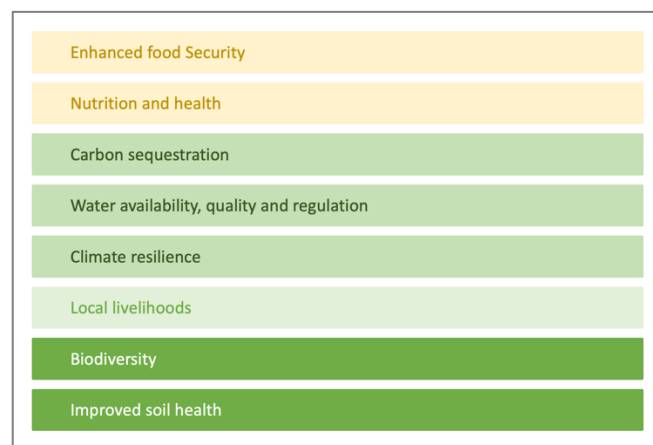 Enhanced food Security
Nutrition and health
Carbon sequestration
Water availability, quality and regulation
Climate resilience
Local livelihoods
Biodiversity
Improved soil health